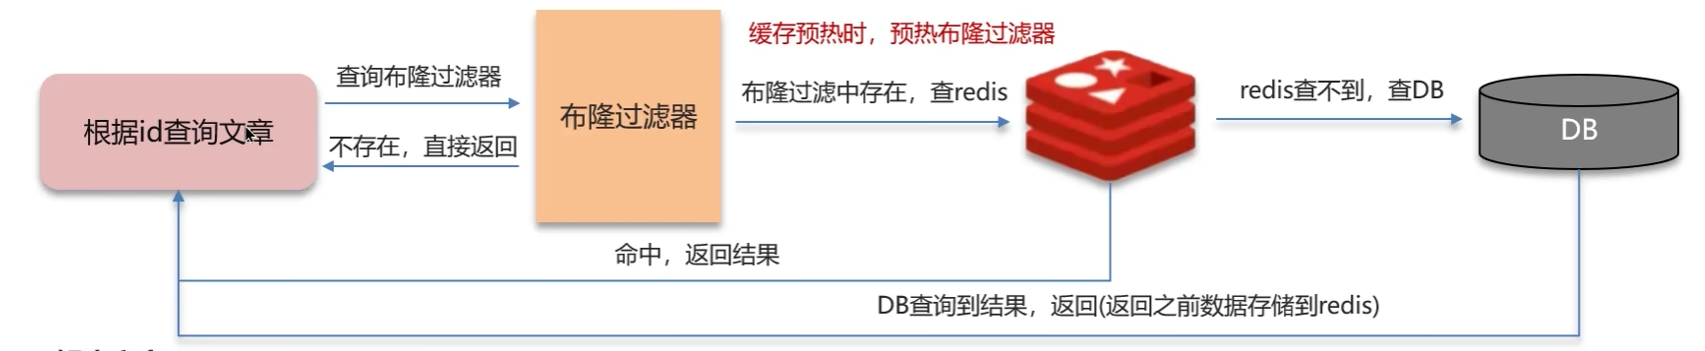 缓存预热时，预热布隆过滤器
查询布隆过滤器
布隆过滤中存在，查redis
redis查不到，查DB
根据id查询文章
布隆过滤器
DB
不存在，直接返回
命中，返回结果
DB查询到结果，返回(返回之前数据存储到redis)